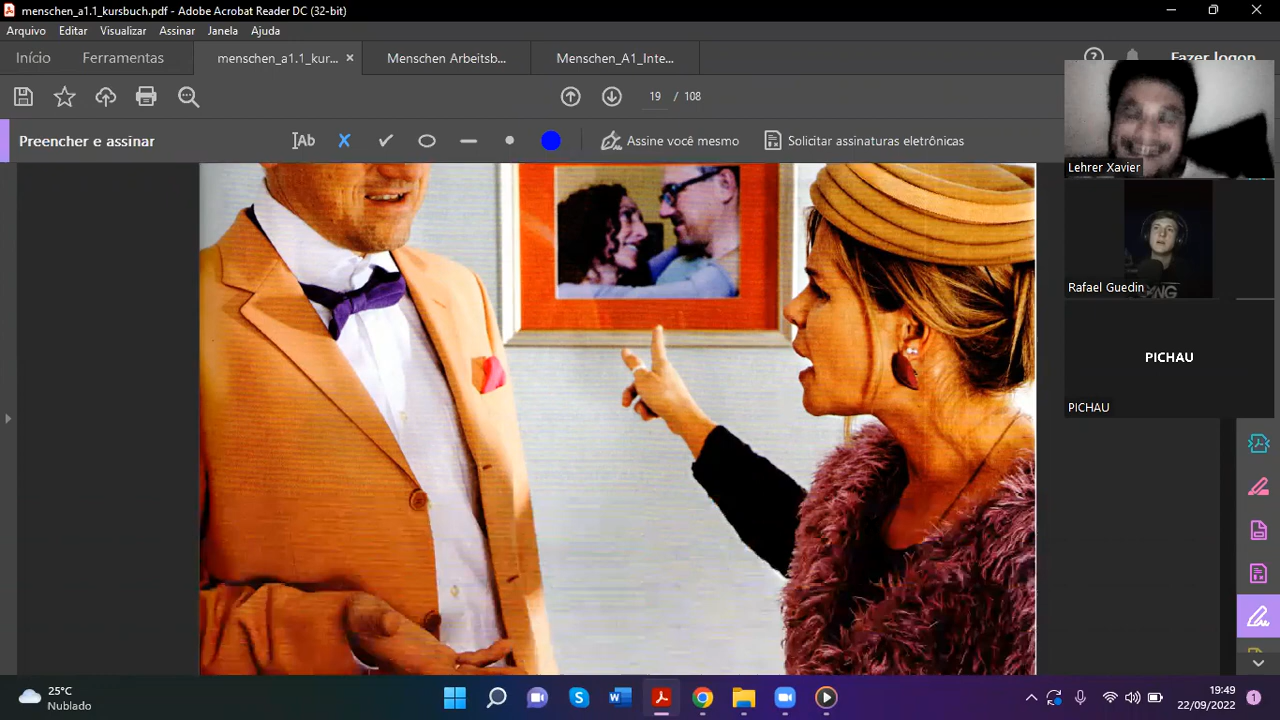 menschen_a1.1_kursbuch.pdf - Adobe Acrobat Reader DC (32-bit)
Arquivo Editar Visualizar Assinar Janela Ajuda
Início Ferramentas menschen_a1.1_kur... × Menschen Arbeitsb... Menschen_A1_Inte... Fazer logon
19 / 108
Preencher e assinar Ab Assine você mesmo Solicitar assinaturas eletrônicas
Lehrer Xavier
Rafael Guedin
PICHAU
PICHAU
25°C
Nublado
19:49
22/09/2022
1